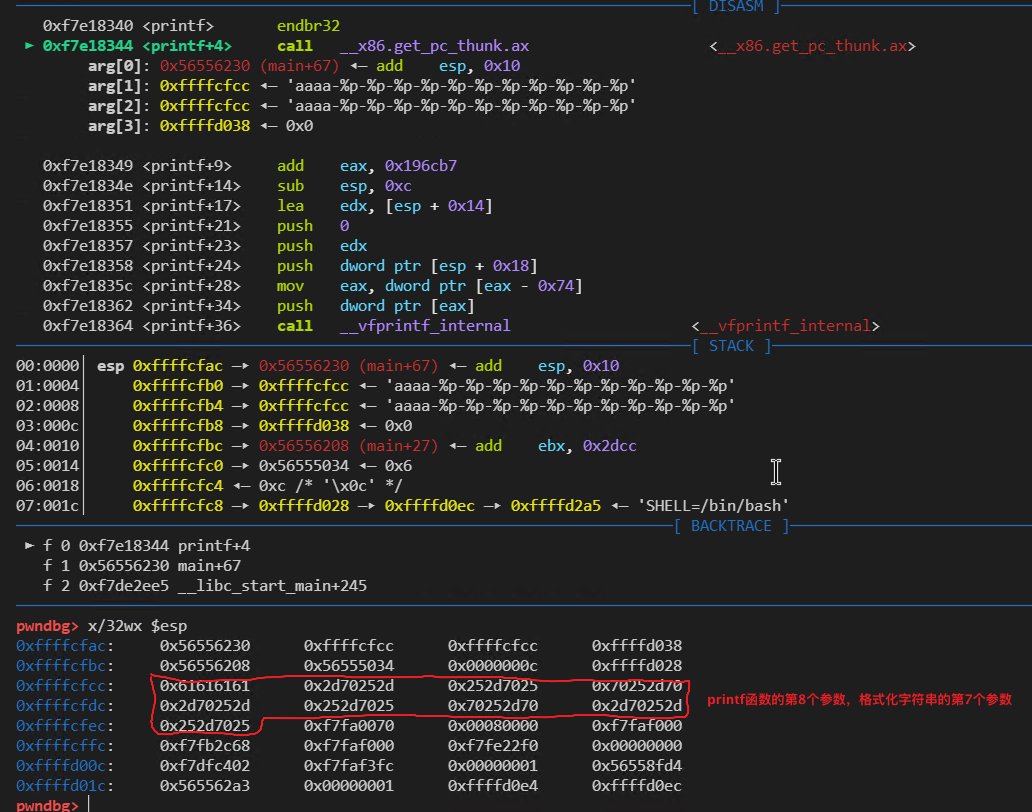 [ DISASM ]
0xf7e18340 <printf> endbr32
► 0xf7e18344 <printf+4> call __x86.get_pc_thunk.ax <__x86.get_pc_thunk.ax>
arg[0]: 0x56556230 (main+67) ◂— add esp, 0x10
arg[1]: 0xffffcfcc ◂— 'aaaa-%p-%p-%p-%p-%p-%p-%p-%p-%p-%p-%p'
arg[2]: 0xffffcfcc ◂— 'aaaa-%p-%p-%p-%p-%p-%p-%p-%p-%p-%p-%p'
arg[3]: 0xffffd038 ◂— 0x0
0xf7e18349 <printf+9> add eax, 0x196cb7
0xf7e1834e <printf+14> sub esp, 0xc
0xf7e18351 <printf+17> lea edx, [esp + 0x14]
0xf7e18355 <printf+21> push 0
0xf7e18357 <printf+23> push edx
0xf7e18358 <printf+24> push dword ptr [esp + 0x18]
0xf7e1835c <printf+28> mov eax, dword ptr [eax - 0x74]
0xf7e18362 <printf+34> push dword ptr [eax]
0xf7e18364 <printf+36> call __vfprintf_internal <__vfprintf_internal>
[ STACK ]
00:0000│ esp 0xffffcfac —▸ 0x56556230 (main+67) ◂— add esp, 0x10
01:0004│ 0xffffcfb0 —▸ 0xffffcfcc ◂— 'aaaa-%p-%p-%p-%p-%p-%p-%p-%p-%p-%p-%p'
02:0008│ 0xffffcfb4 —▸ 0xffffcfcc ◂— 'aaaa-%p-%p-%p-%p-%p-%p-%p-%p-%p-%p-%p'
03:000c│ 0xffffcfb8 —▸ 0xffffd038 ◂— 0x0
04:0010│ 0xffffcfbc —▸ 0x56556208 (main+27) ◂— add ebx, 0x2dcc
05:0014│ 0xffffcfc0 —▸ 0x56555034 ◂— 0x6
06:0018│ 0xffffcfc4 ◂— 0xc /* '\x0c' */
07:001c│ 0xffffcfc8 —▸ 0xffffd028 —▸ 0xffffd0ec —▸ 0xffffd2a5 ◂— 'SHELL=/bin/bash'
[ BACKTRACE ]
► f 0 0xf7e18344 printf+4
f 1 0x56556230 main+67
f 2 0xf7de2ee5 __libc_start_main+245
pwndbg> x/32wx $esp
0xffffcfac: 0x56556230 0xffffcfcc 0xffffcfcc 0xffffd038
0xffffcfbc: 0x56556208 0x56555034 0x0000000c 0xffffd028
0xffffcfcc: 0x61616161 0x2d70252d 0x252d7025 0x70252d70
0xffffcfdc: 0x2d70252d 0x252d7025 0x70252d70 0x2d70252d
printf函数的第8个参数，格式化字符串的第7个参数
0xffffcfec: 0x252d7025 0xf7fa0070 0x00080000 0xf7faf000
0xffffcffc: 0xf7fb2c68 0xf7faf000 0xf7fe22f0 0x00000000
0xffffd00c: 0xf7dfc402 0xf7faf3fc 0x00000001 0x56558fd4
0xffffd01c: 0x565562a3 0x00000001 0xffffd0e4 0xffffd0ec
pwndbg>